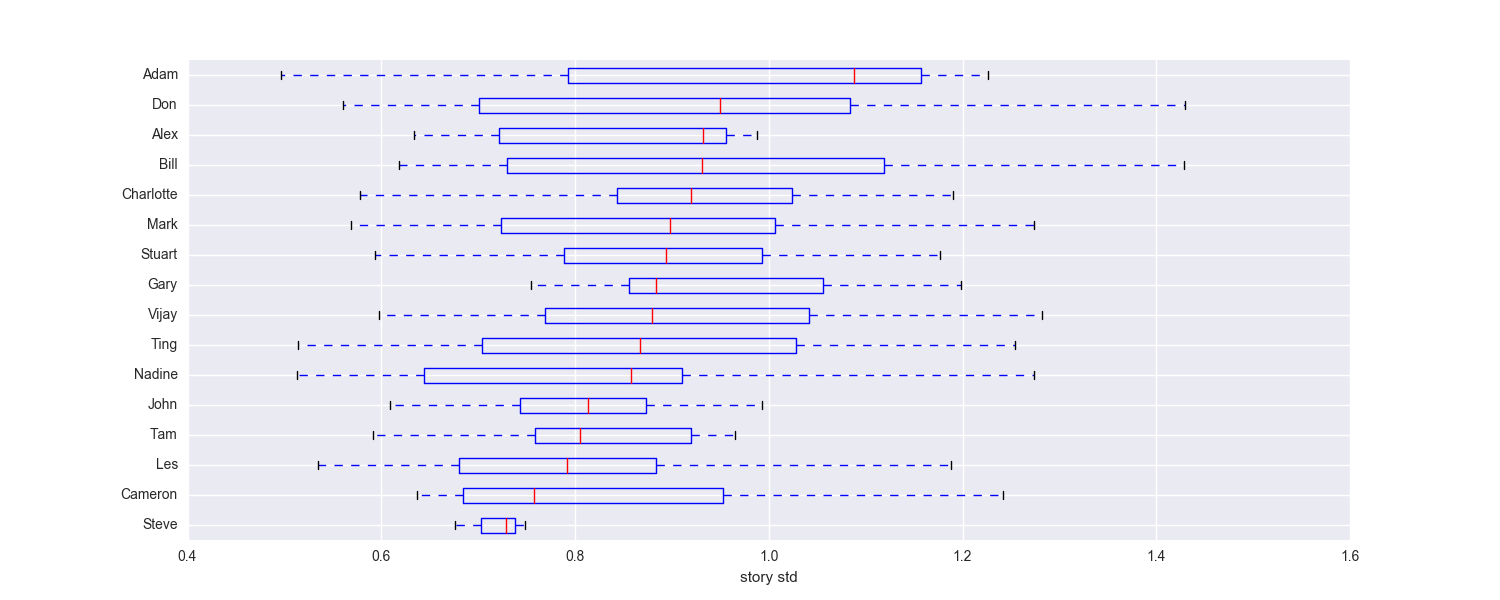 Adam
Don
Alex
Bill
Charlotte
Mark
Stuart
Gary
Vijay
Ting
Nadine
John
Tam
Les
Cameron
Steve
0.4 0.6 0.8 1.0 1.2 1.4 1.6
story std